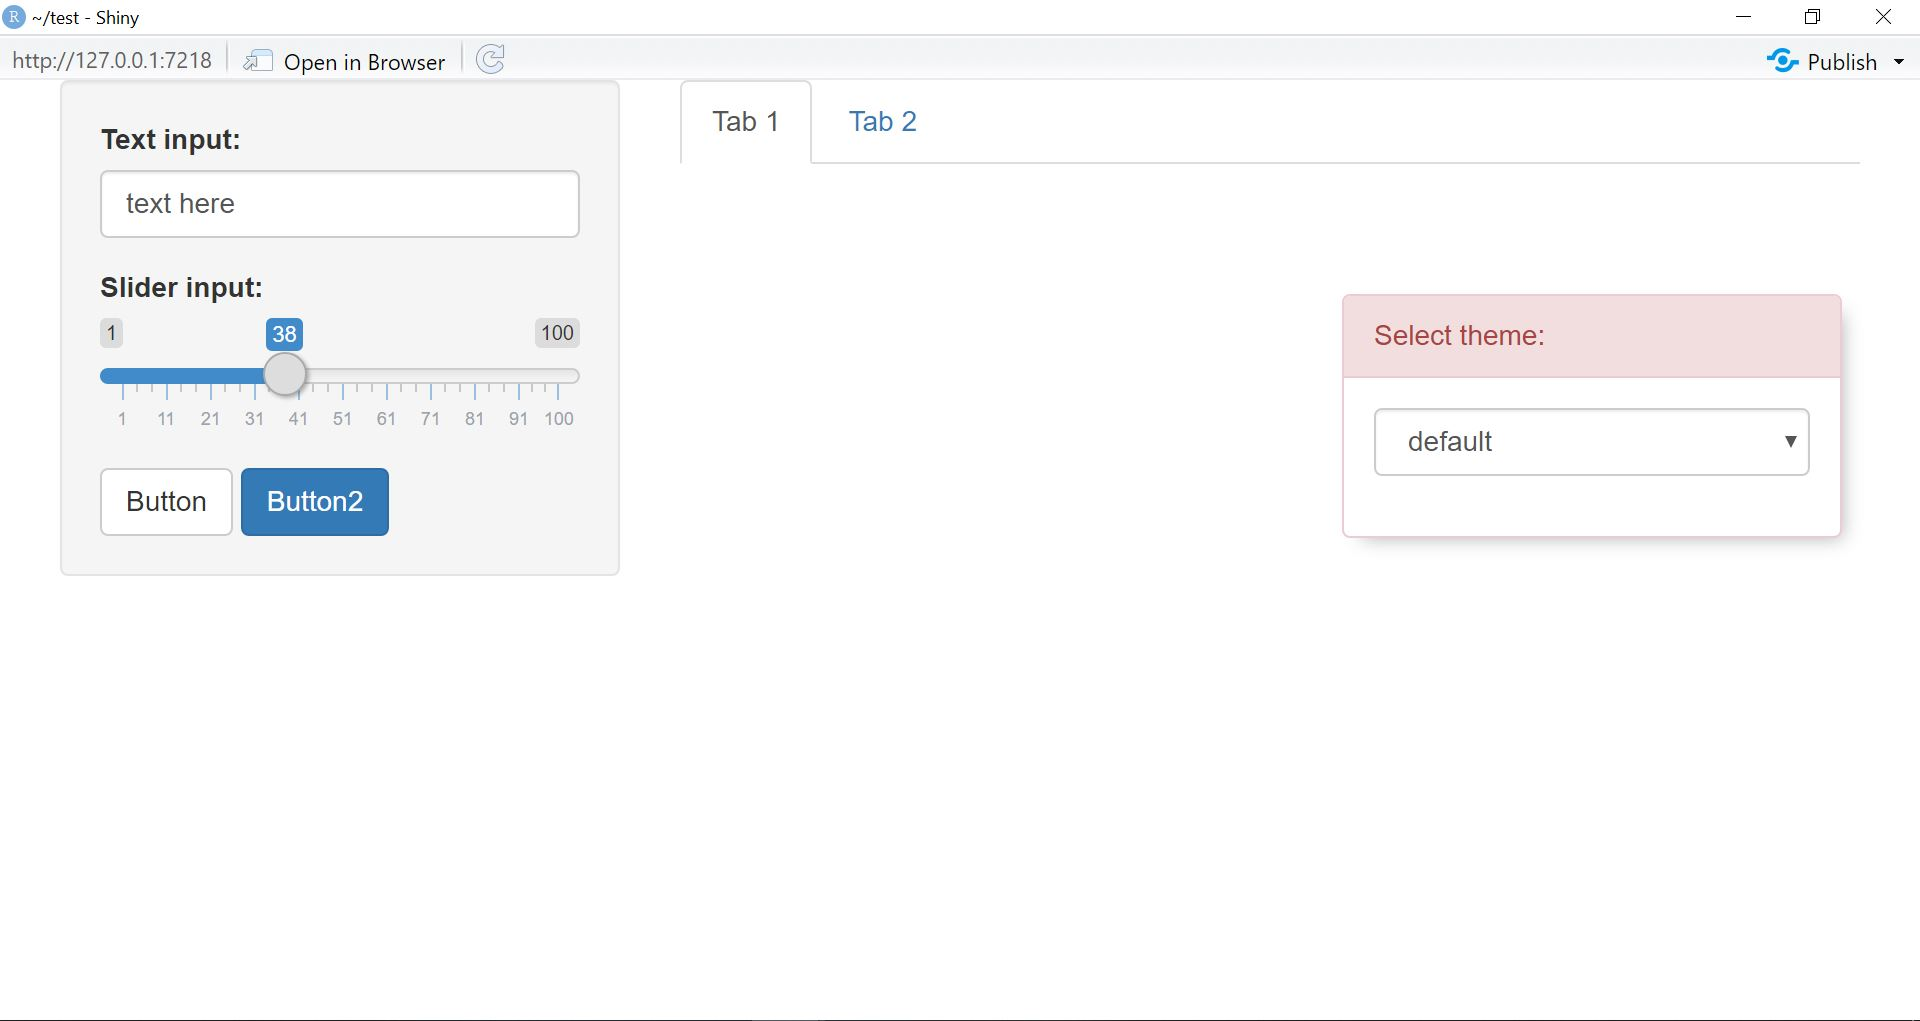 R ~/test - Shiny
http://127.0.0.1:7218 Open in Browser Publish
Text input:
text here
Slider input:
1 38 100
1 11 21 31 41 51 61 71 81 91 100
Button Button2
Tab 1 Tab 2
Select theme:
default